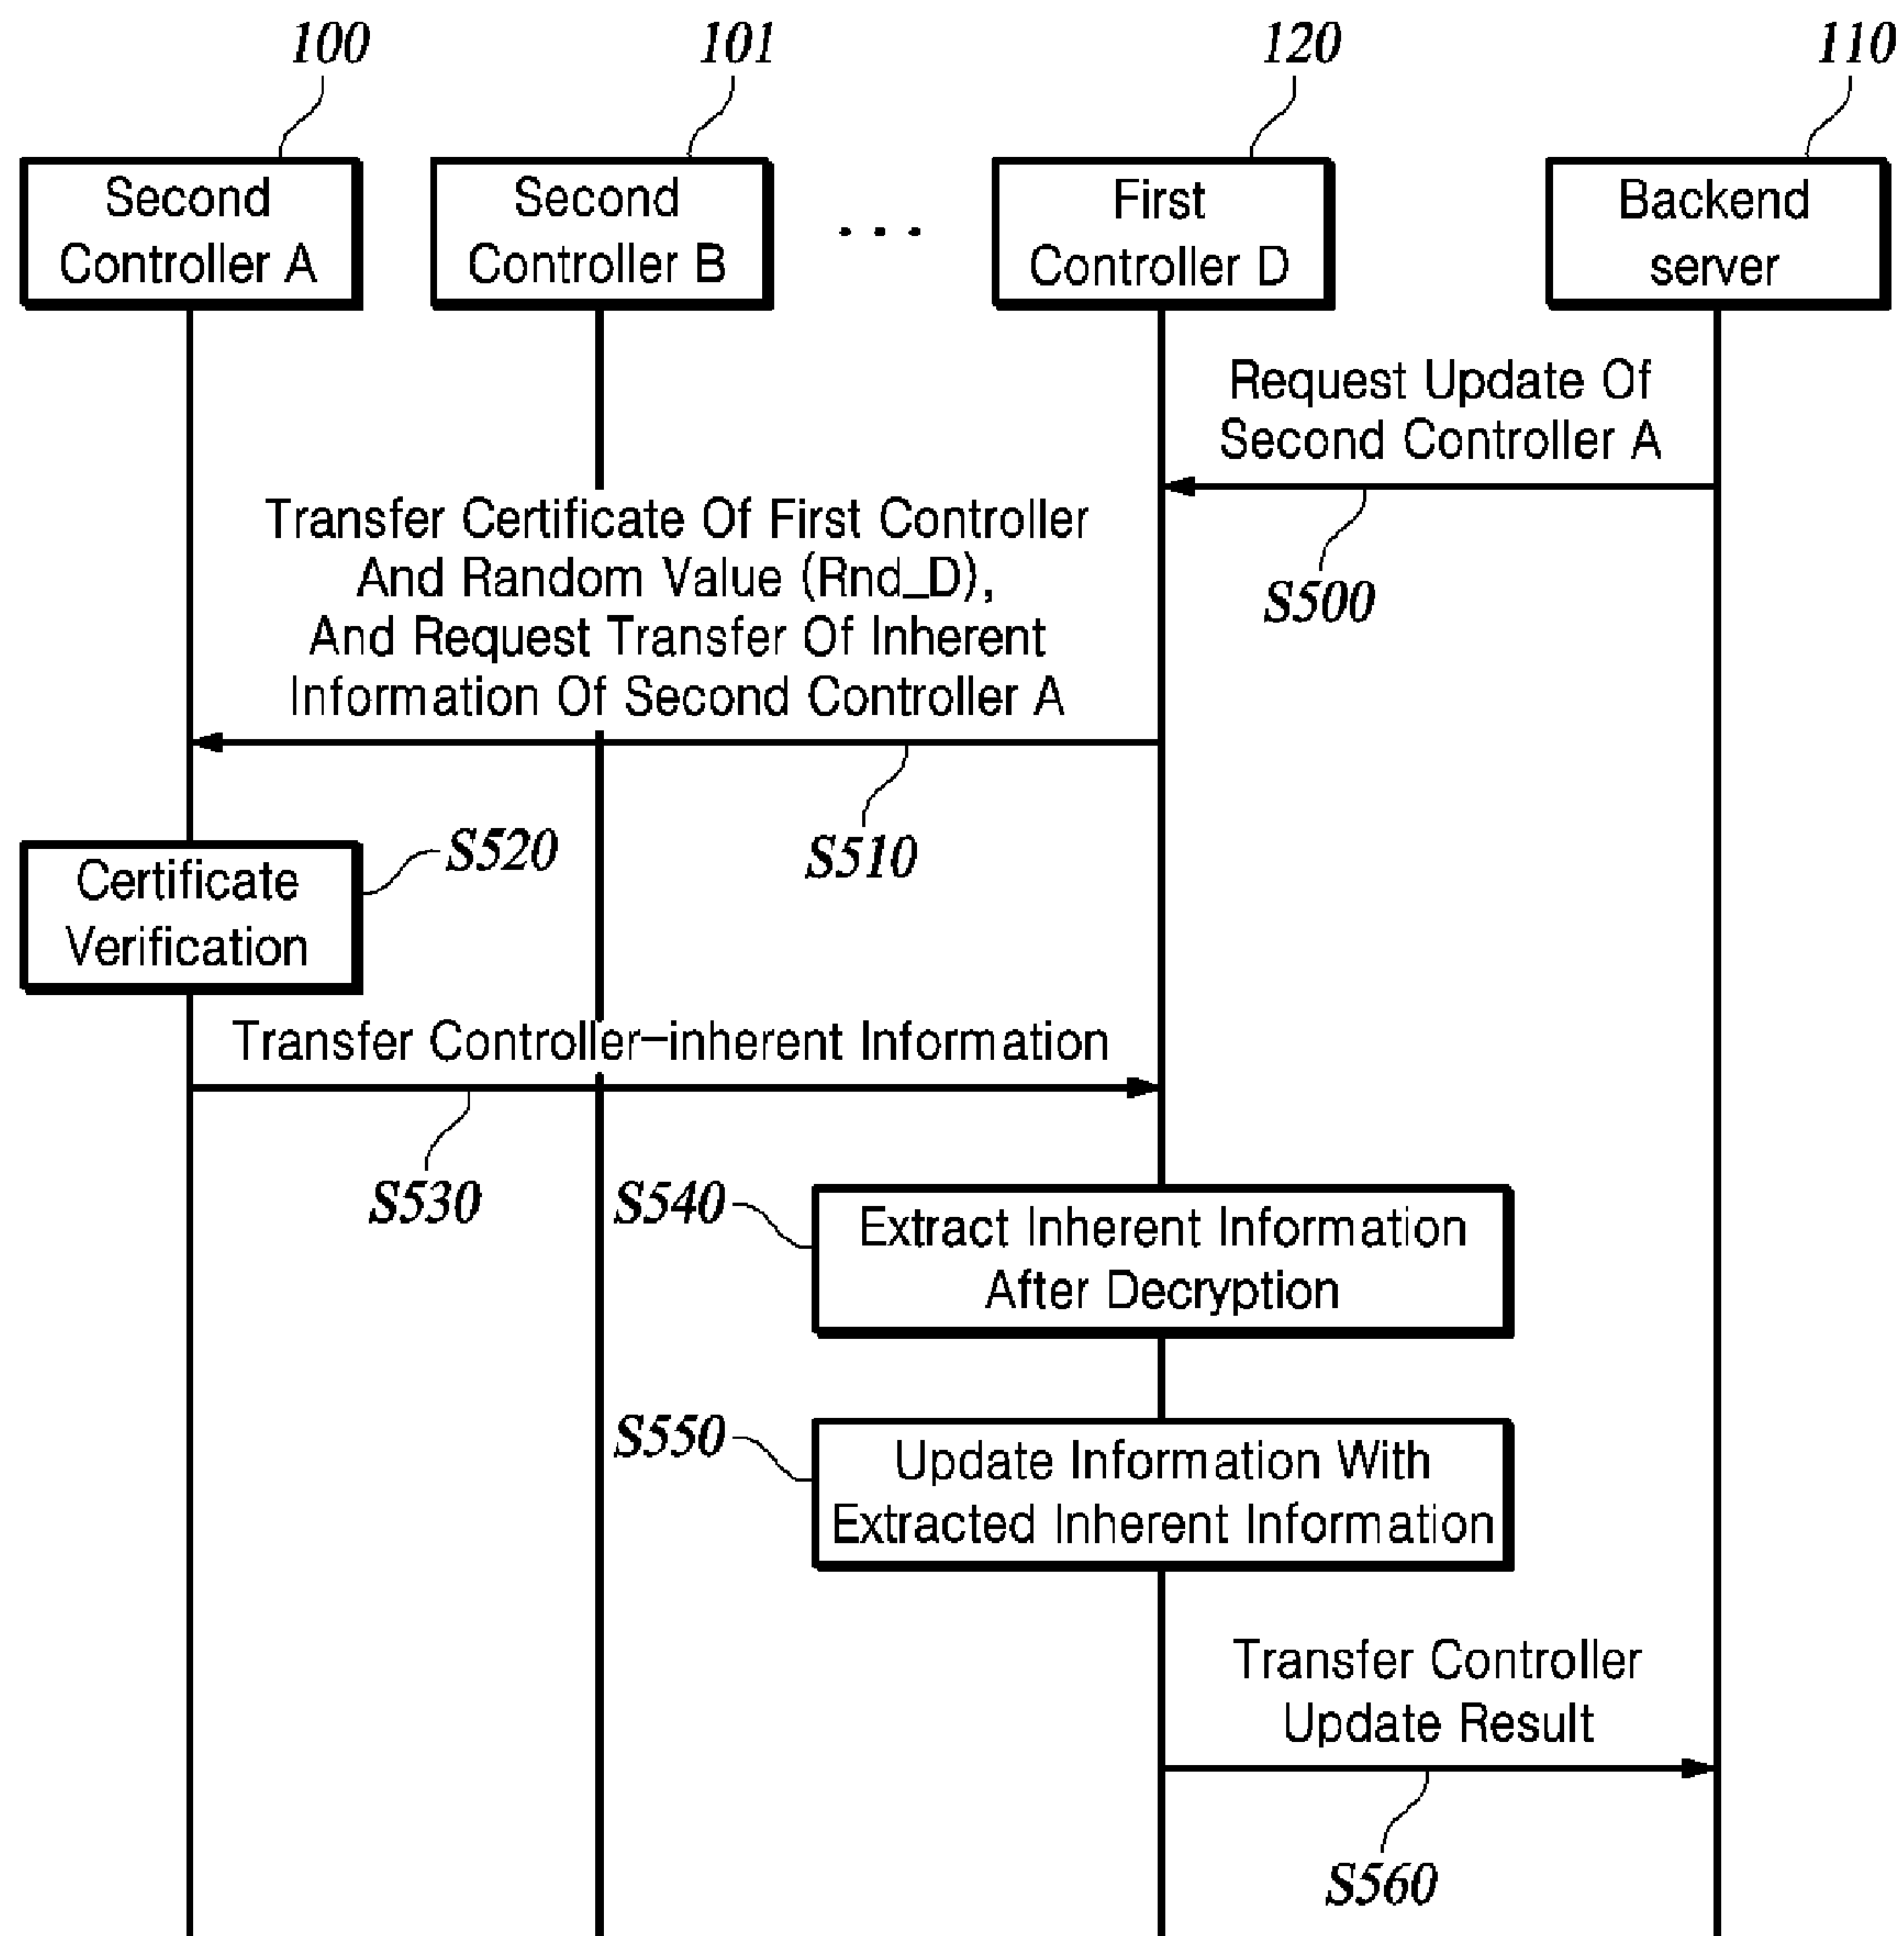 100
101
120
110
Second
Controller A
Second
Controller B
...
First
Controller D
Backend
server
Request Update Of
Second Controller A
S500
Transfer Certificate Of First Controller
And Random Value (Rnd_D),
And Request Transfer Of Inherent
Information Of Second Controller A
S510
Certificate
Verification
S520
Transfer Controller-inherent Information
S530
S540
Extract Inherent Information
After Decryption
S550
Update Information With
Extracted Inherent Information
Transfer Controller
Update Result
S560